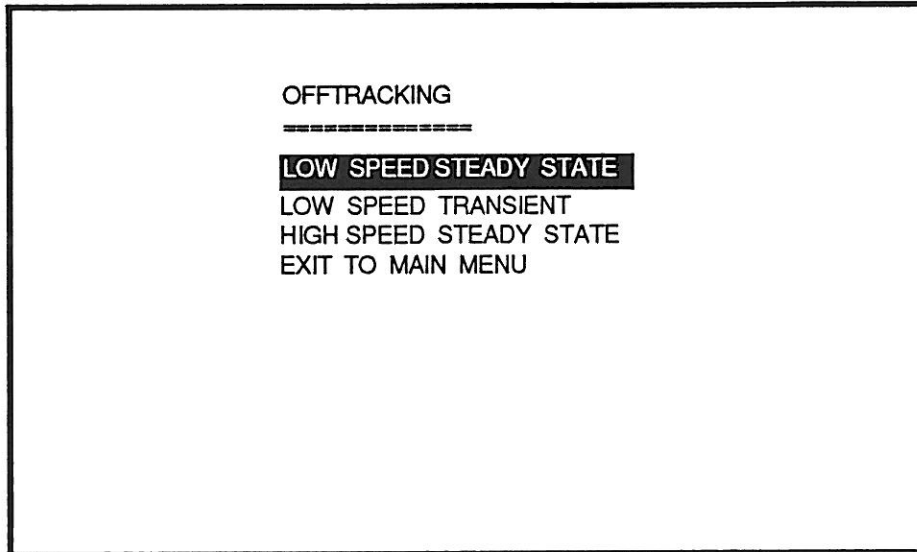 OFFTRACKING
==============
LOW SPEED STEADY STATE
LOW SPEED TRANSIENT
HIGH SPEED STEADY STATE
EXIT TO MAIN MENU